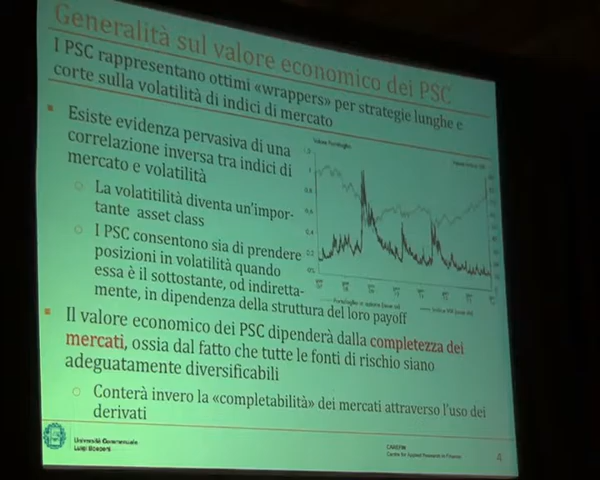 Generalità sul valore economico dei PSC
I PSC rappresentano ottimi «wrappers» per strategie lunghe e
corte sulla volatilità di indici di mercato
Esiste evidenza pervasiva di una
correlazione inversa tra indici di
mercato e volatilità
La volatitilità diventa un'impor-
tante asset class
I PSC consentono sia di prendere
posizioni in volatilità quando
essa è il sottostante, od indiretta-
mente, in dipendenza della struttura del loro payoff
Il valore economico dei PSC dipenderà dalla completezza dei
mercati, ossia dal fatto che tutte le fonti di rischio siano
adeguatamente diversificabili
Conterà invero la «completabilità» dei mercati attraverso l'uso dei
derivati
Università Commerciale
Luigi Bocconi
CAREFIN
Centre for Applied Research in Finance
4